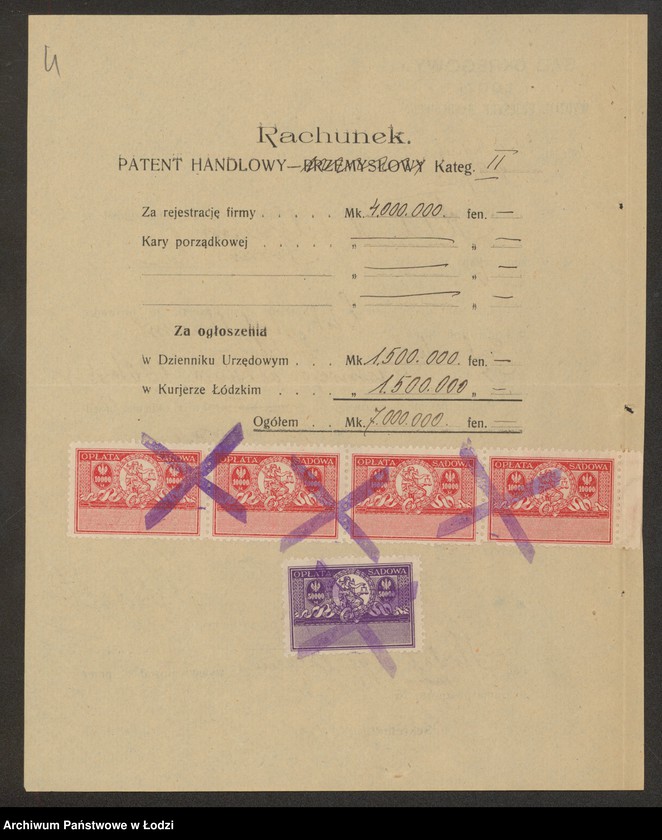 4
Rachunek.
PATENT HANDLOWY—PRZEMYSŁOWY Kateg. II
Za rejestrację firmy . . . . . Mk. 4.000.000. fen. —
Kary porządkowej . . . . . „ — „ —
„ — „ —
„ — „ —
Za ogłoszenia
w Dzienniku Urzędowym . . . Mk. 1.500.000. fen. —
w Kurjerze Łódzkim . . . . „ 1.500.000 „ —
Ogółem . . Mk. 7.000.000. fen. —
OPŁATA SĄDOWA OPŁATA SĄDOWA OPŁATA SĄDOWA OPŁATA SĄDOWA
OPŁATA SĄDOWA
50000 50000
Archiwum Państwowe w Łodzi